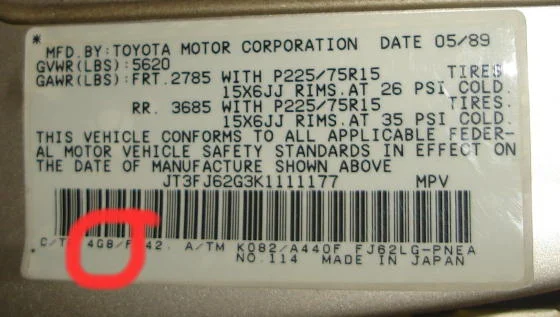 * MFD. BY: TOYOTA MOTOR CORPORATION DATE 05/89
GVWR(LBS):5620
GAWR(LBS):FRT. 2785 WITH P225/75R15 TIRES
15X6JJ RIMS. AT 26 PSI COLD.
RR. 3685 WITH P225/75R15 TIRES.
15X6JJ RIMS. AT 35 PSI COLD.
THIS VEHICLE CONFORMS TO ALL APPLICABLE FEDER-
AL MOTOR VEHICLE SAFETY STANDARDS IN EFFECT ON
THE DATE OF MANUFACTURE SHOWN ABOVE
JT3FJ62G3K1111177 MPV
C/T 4G8/F 42. A/TM K082/A440F FJ62LG-PNEA
NO.114 MADE IN JAPAN